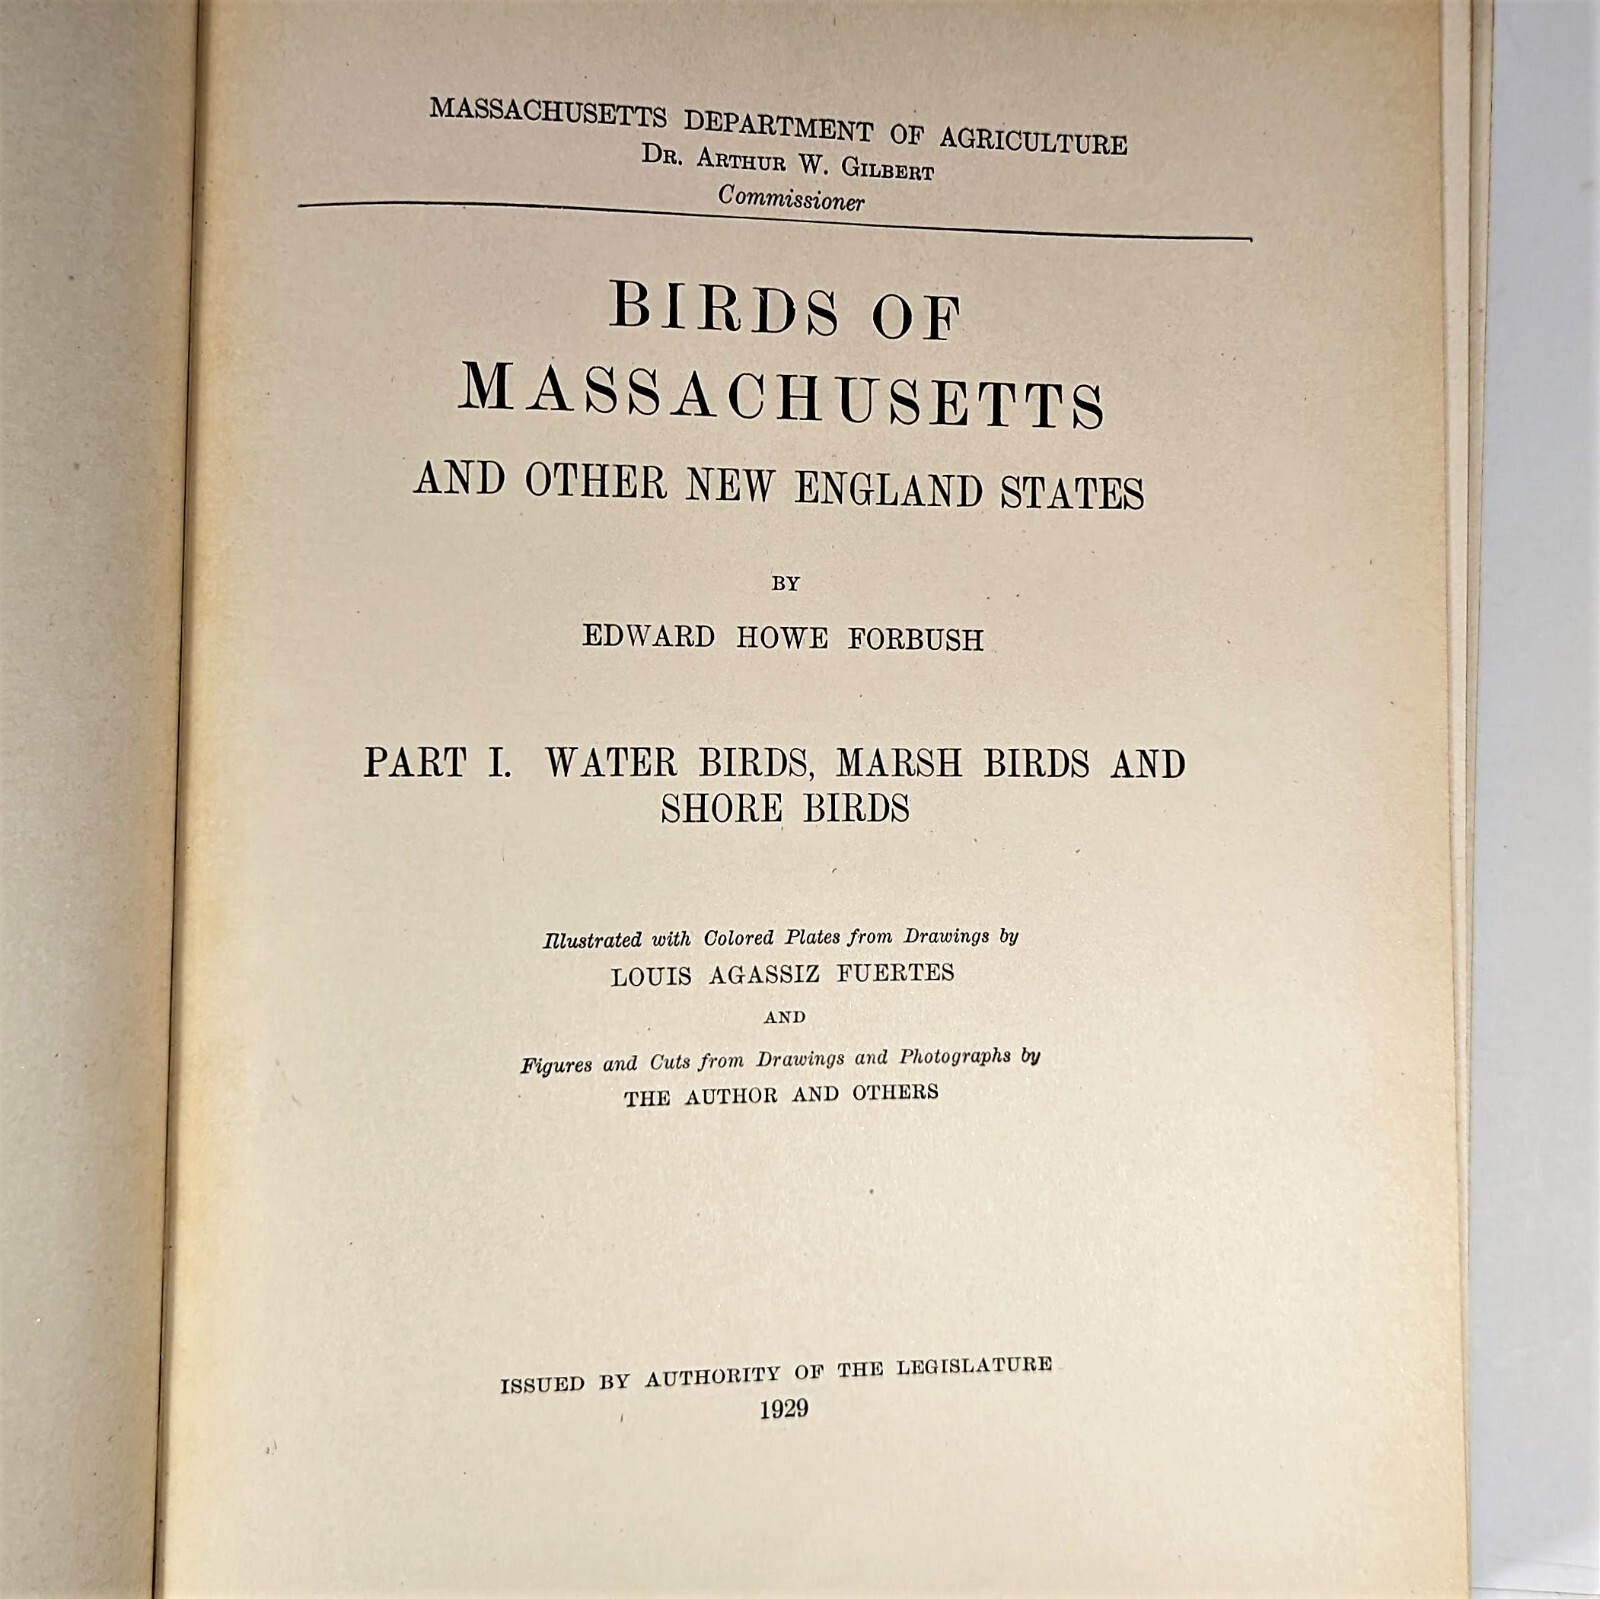 MASSACHUSETTS DEPARTMENT OF AGRICULTURE
DR. ARTHUR W. GILBERT
Commissioner
BIRDS OF
MASSACHUSETTS
AND OTHER NEW ENGLAND STATES
BY
EDWARD HOWE FORBUSH
PART I. WATER BIRDS, MARSH BIRDS AND
SHORE BIRDS
Illustrated with Colored Plates from Drawings by
LOUIS AGASSIZ FUERTES
AND
Figures and Cuts from Drawings and Photographs by
THE AUTHOR AND OTHERS
ISSUED BY AUTHORITY OF THE LEGISLATURE
1929